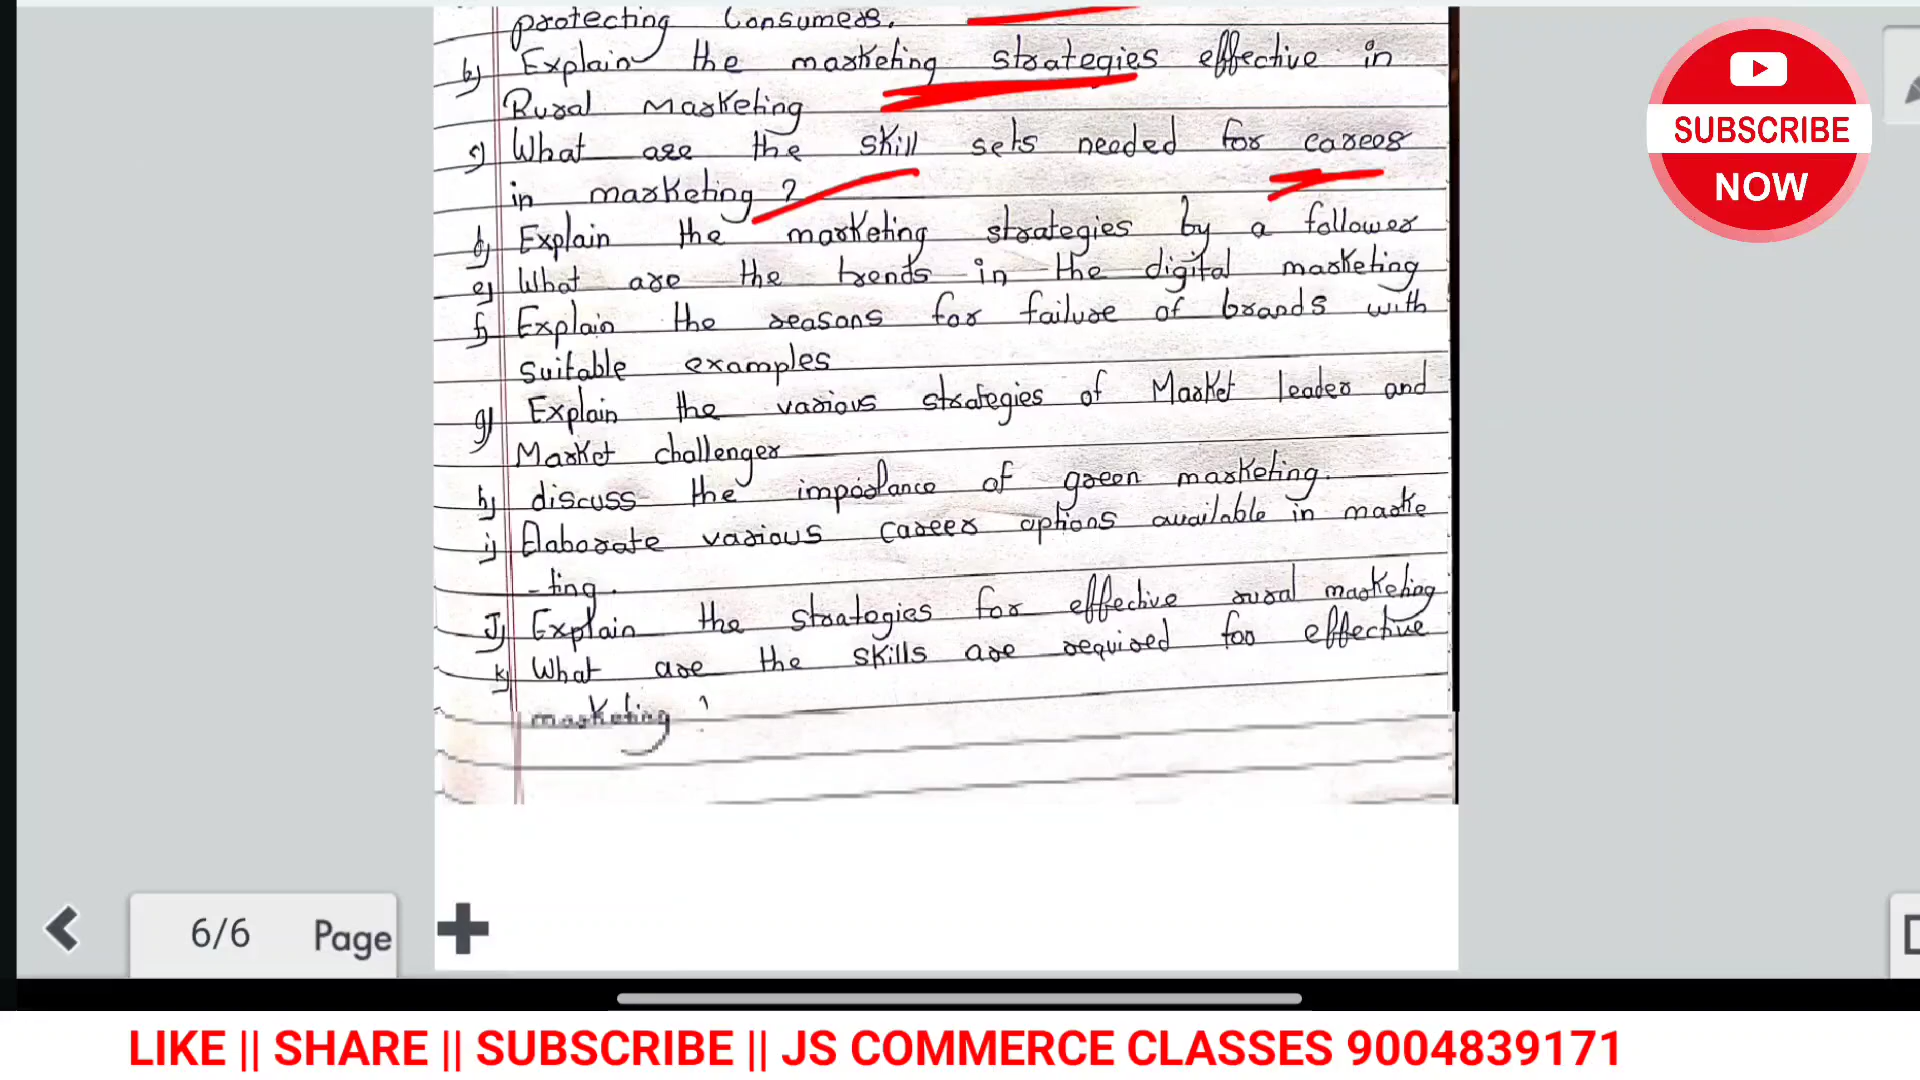 protecting Consumers.
b) Explain the marketing strategies effective in
Rural Marketing
c) What are the skill sets needed for career
in marketing ?
d) Explain the marketing strategies by a follower
e) What are the trends in the digital marketing
f) Explain the reasons for failure of brands with
suitable examples
g) Explain the various strategies of Market leader and
Market challenger
h) discuss the importance of green marketing.
i) Elaborate various career options available in marke
-ting.
J) Explain the strategies for effective rural marketing
k) What are the skills are required for effective
marketing ?
SUBSCRIBE
NOW
6/6 Page
LIKE || SHARE || SUBSCRIBE || JS COMMERCE CLASSES 9004839171